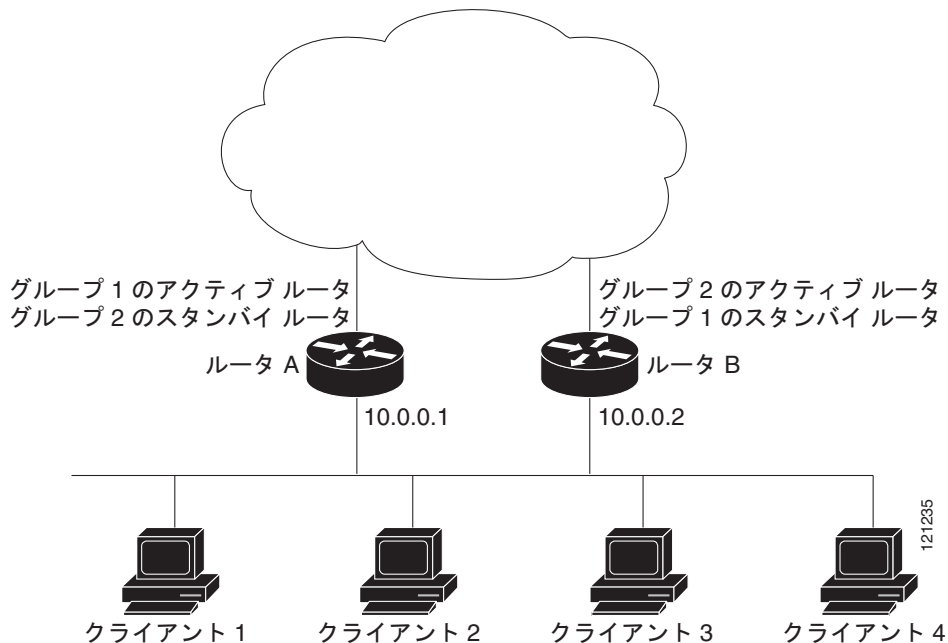 グループ 1 のアクティブ ルータ
グループ 2 のスタンバイ ルータ
グループ 2 のアクティブ ルータ
グループ 1 のスタンバイ ルータ
ルータ A
ルータ B
10.0.0.1
10.0.0.2
121235
クライアント 1
クライアント 2
クライアント 3
クライアント 4